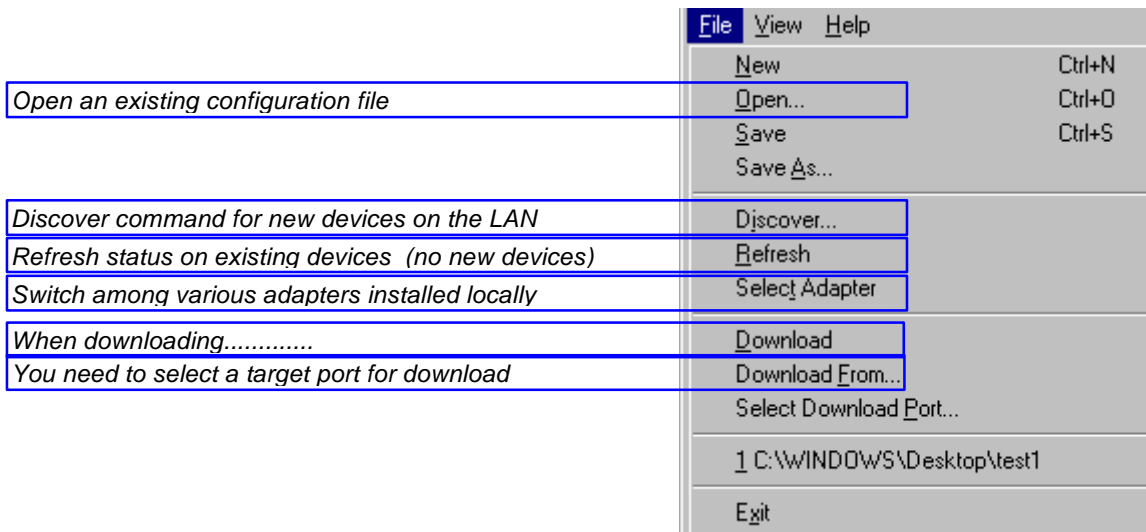 File View Help
New Ctrl+N
Open an existing configuration file Open... Ctrl+O
Save Ctrl+S
Save As...
Discover command for new devices on the LAN Discover...
Refresh status on existing devices (no new devices) Refresh
Switch among various adapters installed locally Select Adapter
When downloading............. Download
You need to select a target port for download Download From...
Select Download Port...
1 C:\WINDOWS\Desktop\test1
Exit